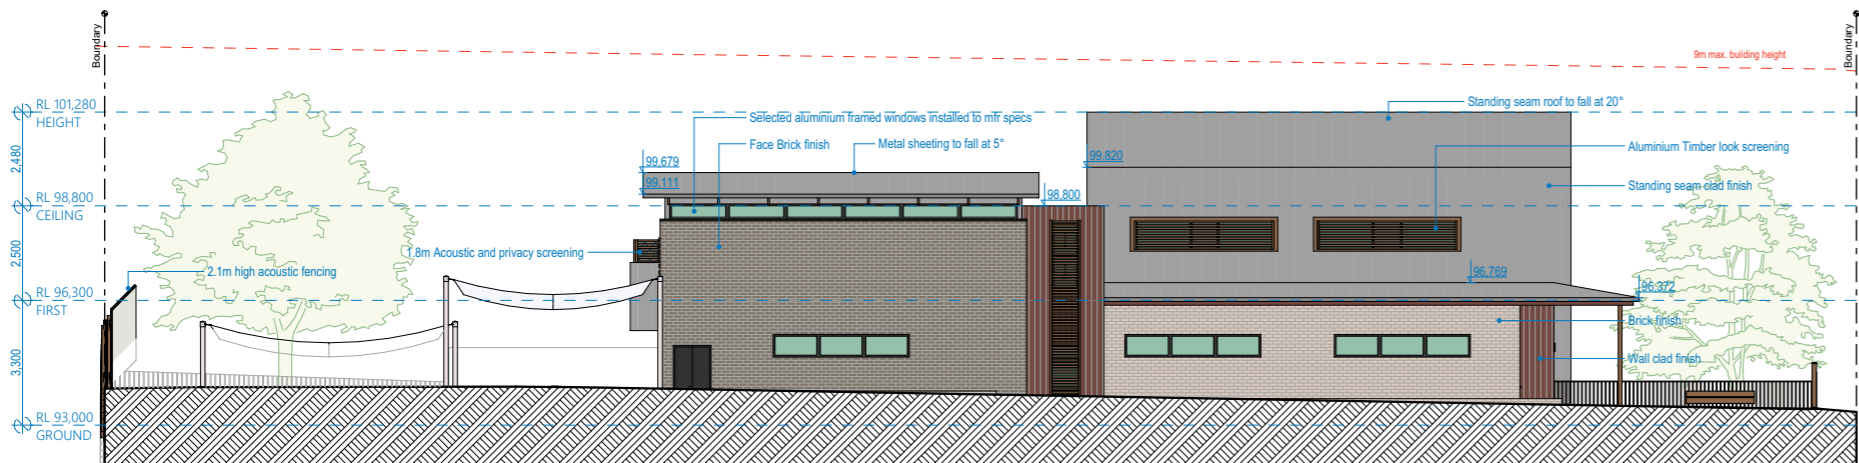 Boundary
Boundary
9m max. building height
RL 101,280
HEIGHT
Standing seam roof to fall at 20°
Selected aluminium framed windows installed to mfr specs
Face Brick finish
Metal sheeting to fall at 5°
Aluminium Timber look screening
2,480
99,679
99,820
99,111
Standing seam clad finish
RL 98,800
CEILING
98,800
2,500
1.8m Acoustic and privacy screening
2.1m high acoustic fencing
96,769
RL 96,300
FIRST
96,372
Brick finish
3,300
Wall clad finish
RL 93,000
GROUND